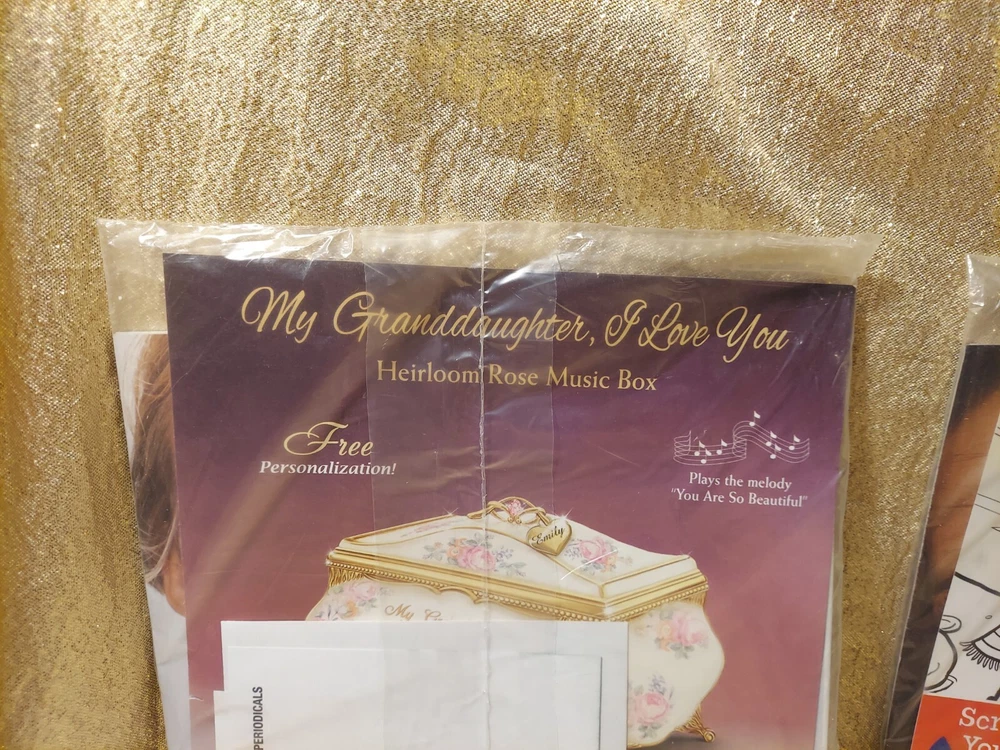 My Granddaughter, I Love You
Heirloom Rose Music Box
Free
Personalization!
Plays the melody
"You Are So Beautiful"
Emily
My
PERIODICALS